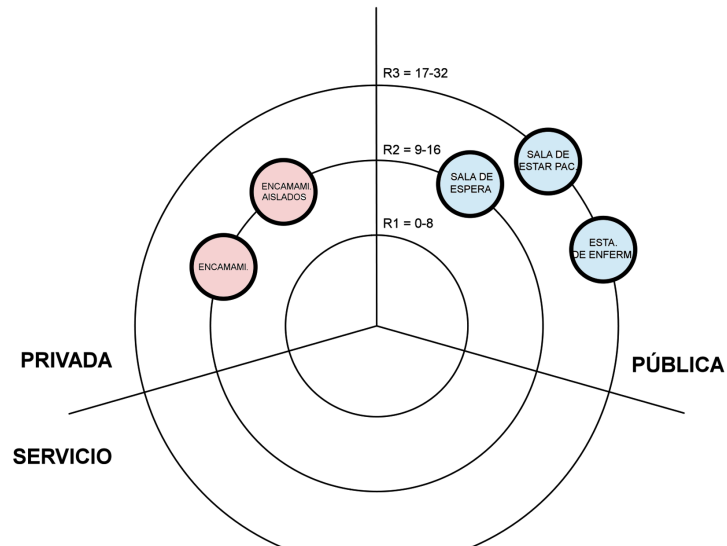 R3 = 17-32
R2 = 9-16
R1 = 0-8
SALA DE
ESTAR PAC.
SALA DE
ESPERA
ENCAMAMI.
AISLADOS
ESTA.
DE ENFERM.
ENCAMAMI.
PRIVADA
PÚBLICA
SERVICIO